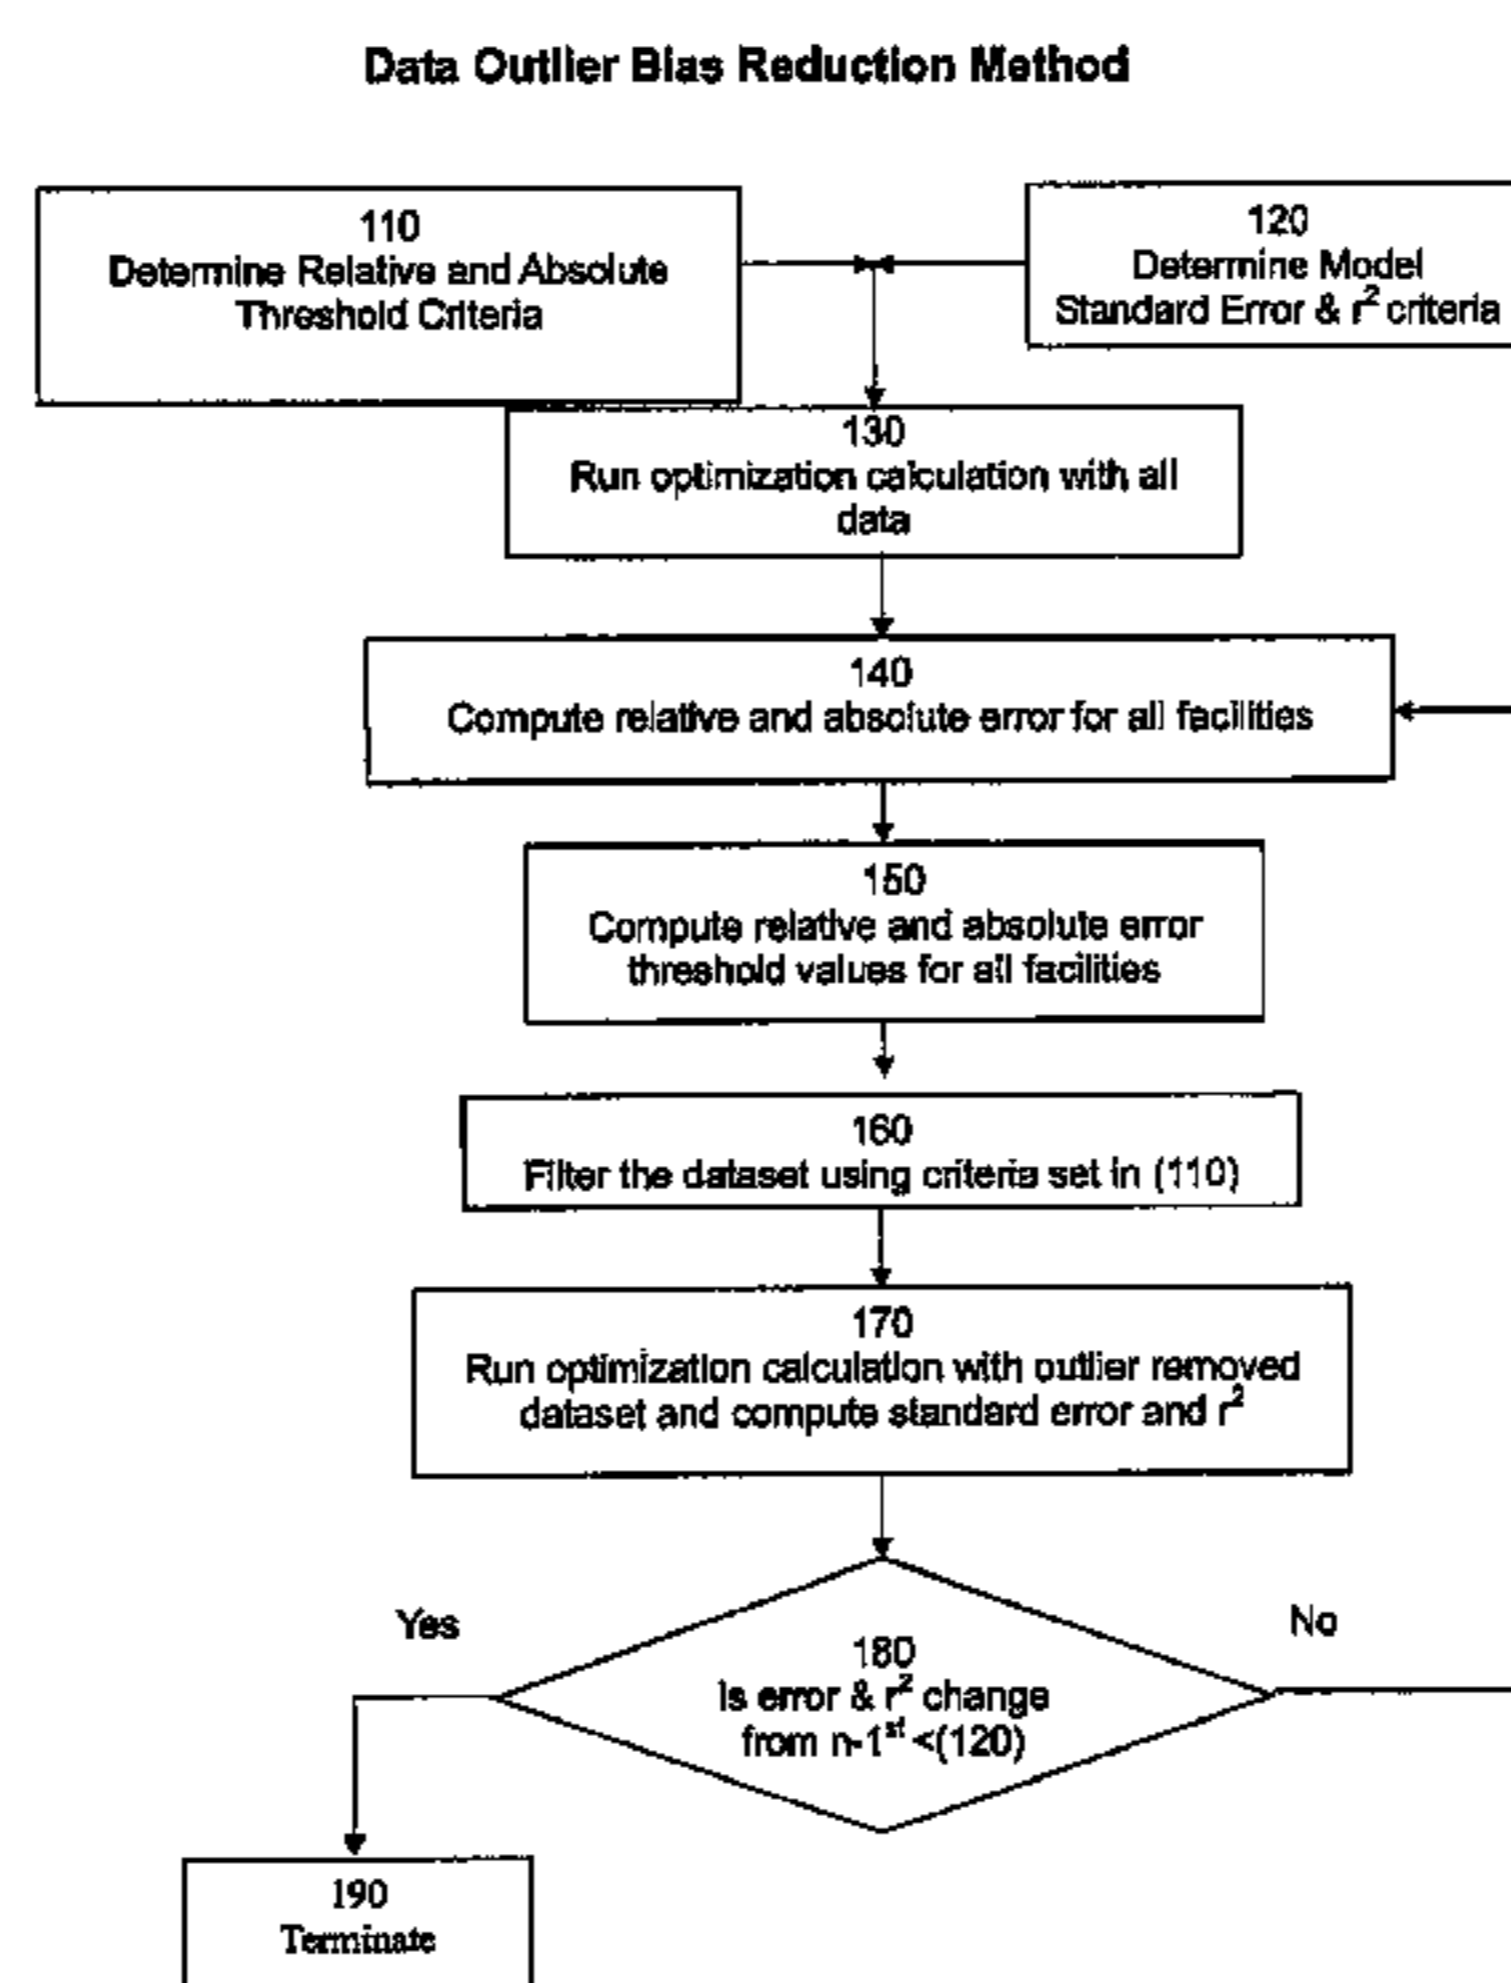 Data Outlier Bias Reduction Method
110
Determine Relative and Absolute
Threshold Criteria
120
Determine Model
Standard Error & r² criteria
130
Run optimization calculation with all
data
140
Compute relative and absolute error for all facilities
150
Compute relative and absolute error
threshold values for all facilities
160
Filter the dataset using criteria set in (110)
170
Run optimization calculation with outlier removed
dataset and compute standard error and r²
Yes
No
180
Is error & r² change
from n-1ˢᵗ <(120)
190
Terminate